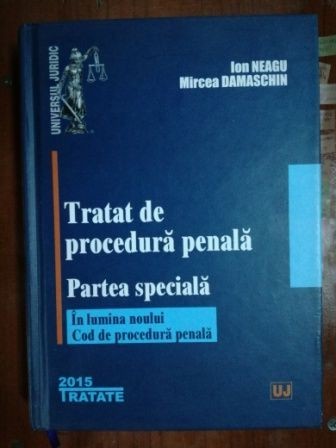 UNIVERSUL JURIDIC
Ion NEAGU
Mircea DAMASCHIN
Tratat de
procedură penală
Partea specială
În lumina noului
Cod de procedură penală
2015
TRATATE
UJ